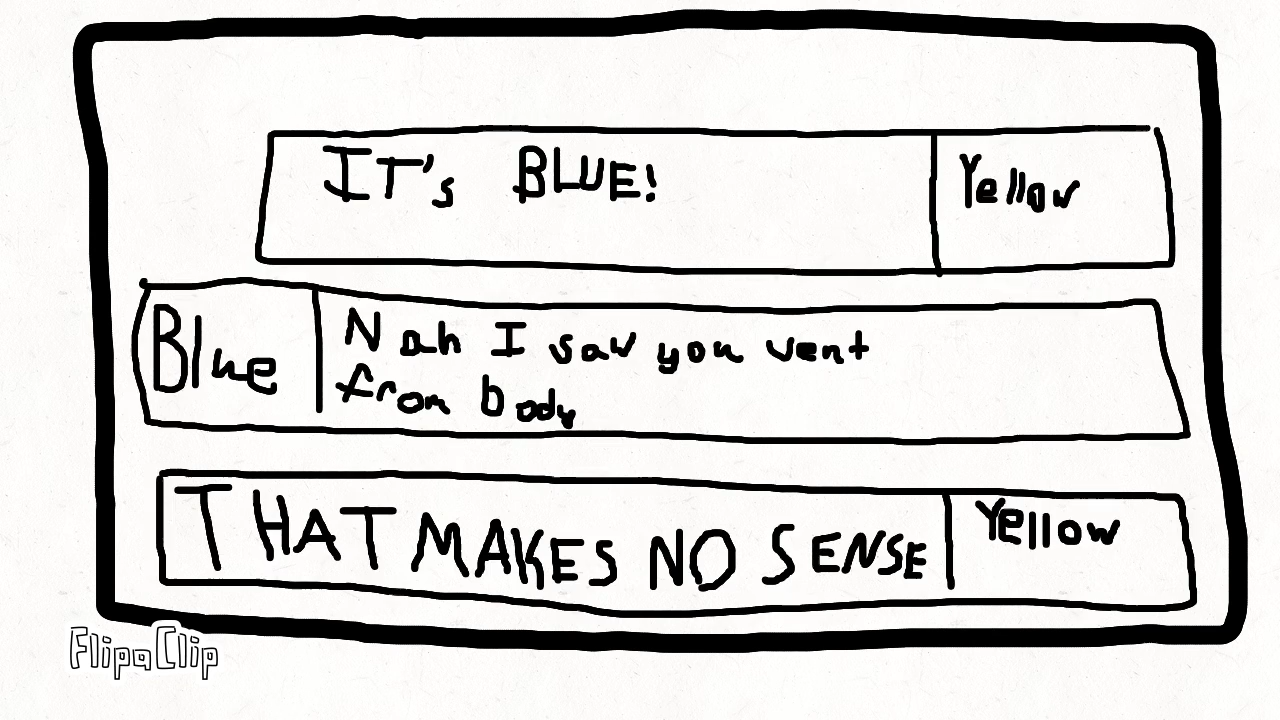 IT's BLUE!
Yellow
Blue
Nah I saw you vent
from body
THAT MAKES NO SENSE
Yellow
FlipaClip